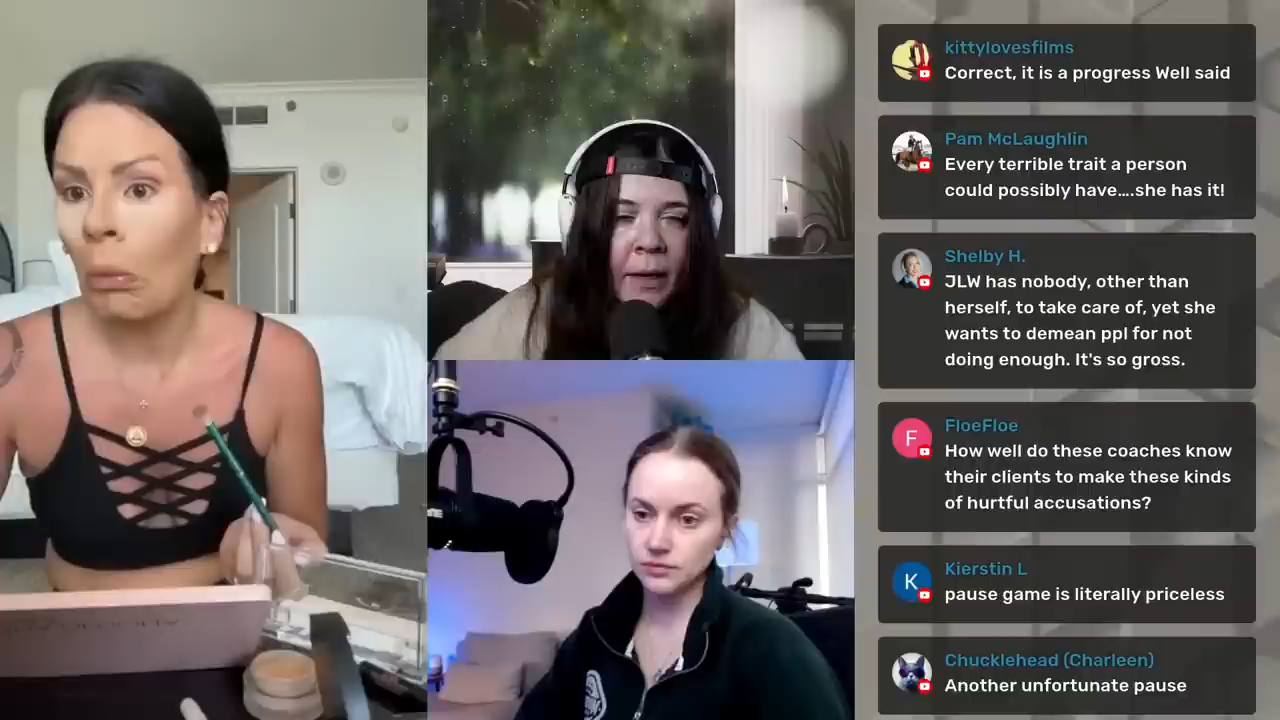 kittylovesfilms
Correct, it is a progress Well said
Pam McLaughlin
Every terrible trait a person
could possibly have....she has it!
Shelby H.
JLW has nobody, other than
herself, to take care of, yet she
wants to demean ppl for not
doing enough. It's so gross.
F
FloeFloe
How well do these coaches know
their clients to make these kinds
of hurtful accusations?
K
Kierstin L
pause game is literally priceless
Chucklehead (Charleen)
Another unfortunate pause